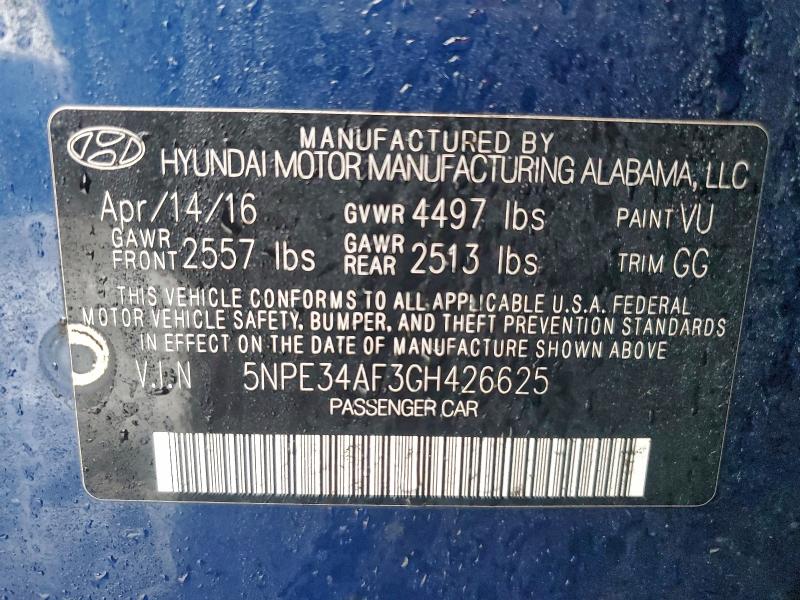 MANUFACTURED BY
HYUNDAI MOTOR MANUFACTURING ALABAMA, LLC
Apr/14/16 GVWR 4497 lbs PAINT VU
GAWR FRONT 2557 lbs GAWR REAR 2513 lbs TRIM GG
THIS VEHICLE CONFORMS TO ALL APPLICABLE U.S.A. FEDERAL
MOTOR VEHICLE SAFETY, BUMPER, AND THEFT PREVENTION STANDARDS
IN EFFECT ON THE DATE OF MANUFACTURE SHOWN ABOVE
V.I.N 5NPE34AF3GH426625
PASSENGER CAR